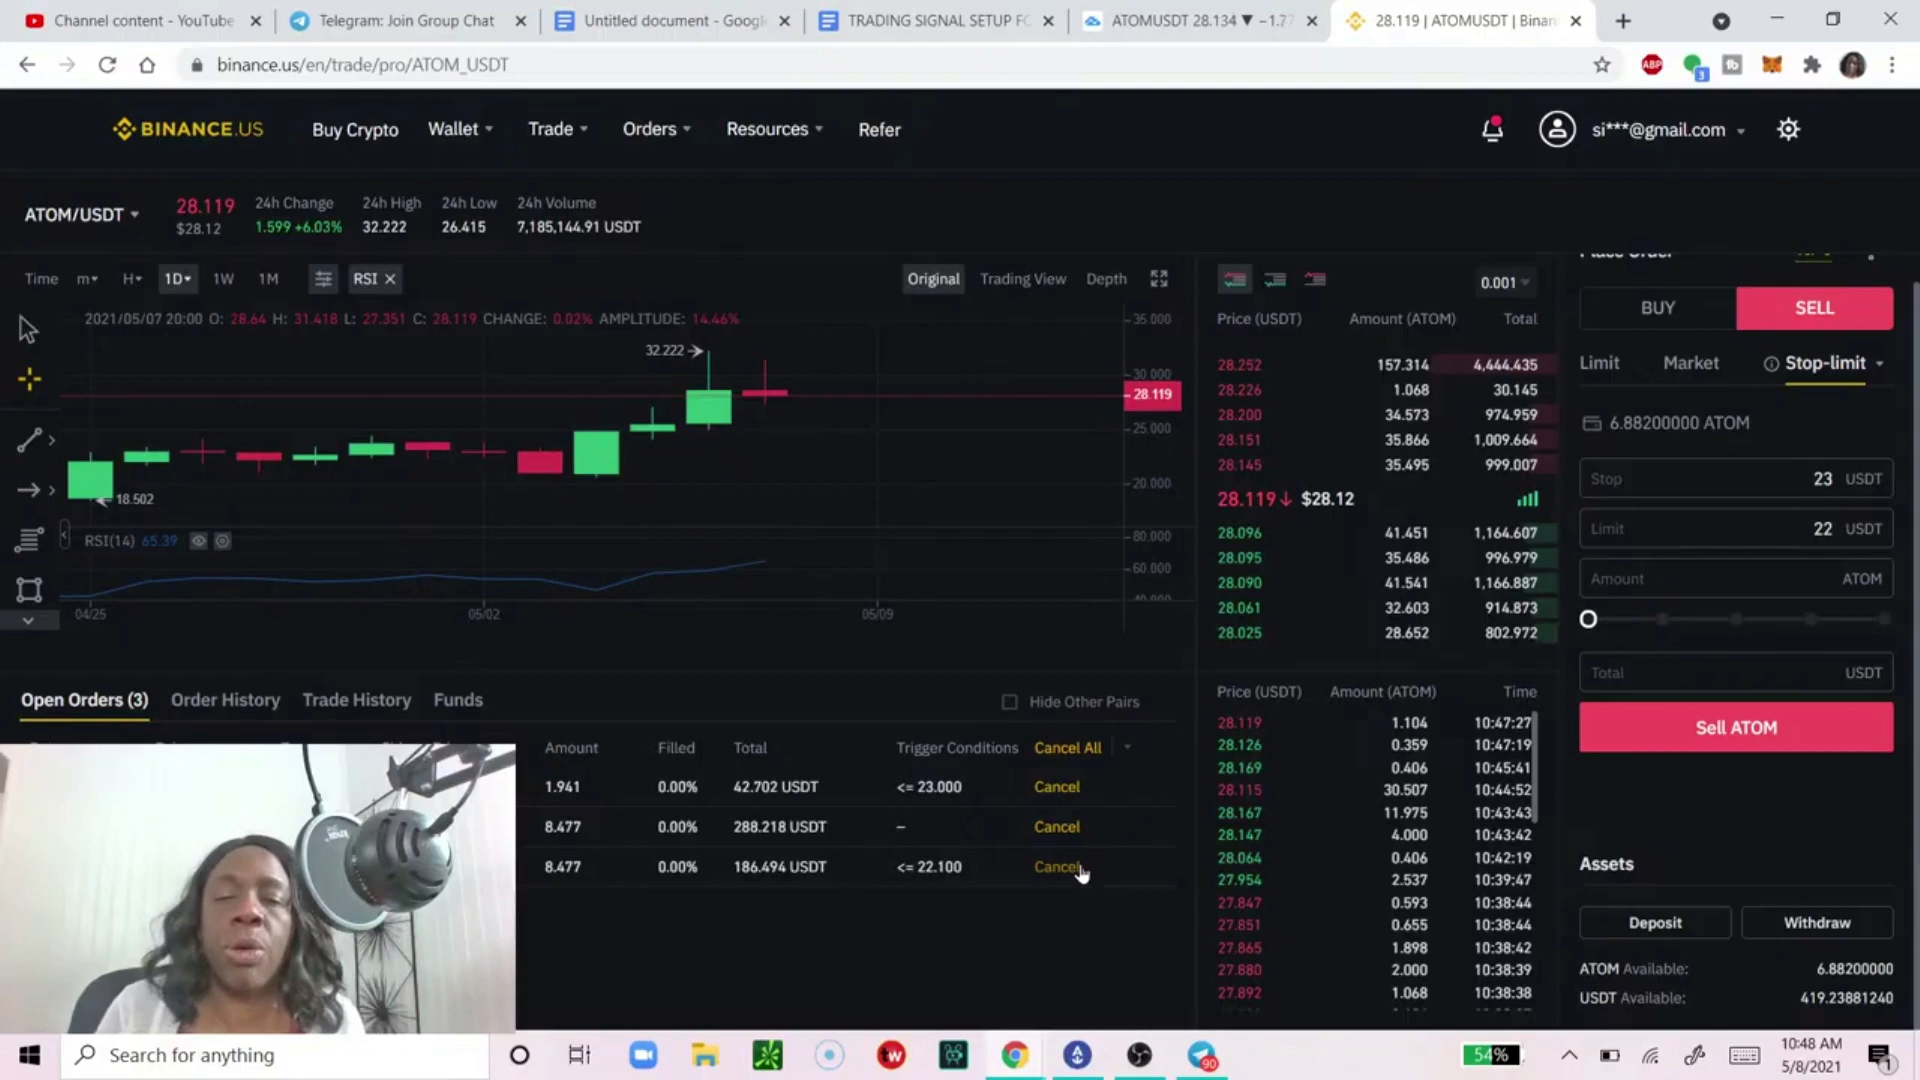 Channel content - YouTube
Telegram: Join Group Chat
Untitled document - Google
TRADING SIGNAL SETUP FO
ATOMUSDT 28.134 ▼ −1.77
28.119 | ATOMUSDT | Binan
binance.us/en/trade/pro/ATOM_USDT
ABP
3
BINANCE.US
Buy Crypto
Wallet
Trade
Orders
Resources
Refer
si***@gmail.com
ATOM/USDT
28.119
$28.12
24h Change
1.599 +6.03%
24h High
32.222
24h Low
26.415
24h Volume
7,185,144.91 USDT
Time
m
H
1D
1W
1M
RSI
Original
Trading View
Depth
2021/05/07 20:00 O: 28.64 H: 31.418 L: 27.351 C: 28.119 CHANGE: 0.02% AMPLITUDE: 14.46%
35.000
32.222
30.000
28.119
25.000
20.000
18.502
RSI(14) 65.39
80.000
60.000
40.000
04/25
05/02
05/09
0.001
Price (USDT) Amount (ATOM) Total
28.252 157.314 4,444.435
28.226 1.068 30.145
28.200 34.573 974.959
28.151 35.866 1,009.664
28.145 35.495 999.007
28.119↓ $28.12
28.096 41.451 1,164.607
28.095 35.486 996.979
28.090 41.541 1,166.887
28.061 32.603 914.873
28.025 28.652 802.972
Price (USDT) Amount (ATOM) Time
28.119 1.104 10:47:27
28.126 0.359 10:47:19
28.169 0.406 10:45:41
28.115 30.507 10:44:52
28.167 11.975 10:43:43
28.147 4.000 10:43:42
28.064 0.406 10:42:19
27.954 2.537 10:39:47
27.847 0.593 10:38:44
27.851 0.655 10:38:44
27.865 1.898 10:38:42
27.880 2.000 10:38:39
27.892 1.068 10:38:38
Place Order
BUY
SELL
Limit
Market
Stop-limit
6.88200000 ATOM
Stop 23 USDT
Limit 22 USDT
Amount ATOM
Total USDT
Sell ATOM
Assets
Deposit
Withdraw
ATOM Available: 6.88200000
USDT Available: 419.23881240
Open Orders (3)
Order History
Trade History
Funds
Hide Other Pairs
Amount Filled Total Trigger Conditions Cancel All
1.941 0.00% 42.702 USDT <= 23.000 Cancel
8.477 0.00% 288.218 USDT – Cancel
8.477 0.00% 186.494 USDT <= 22.100 Cancel
Search for anything
tw
90
54%
10:48 AM
5/8/2021
1